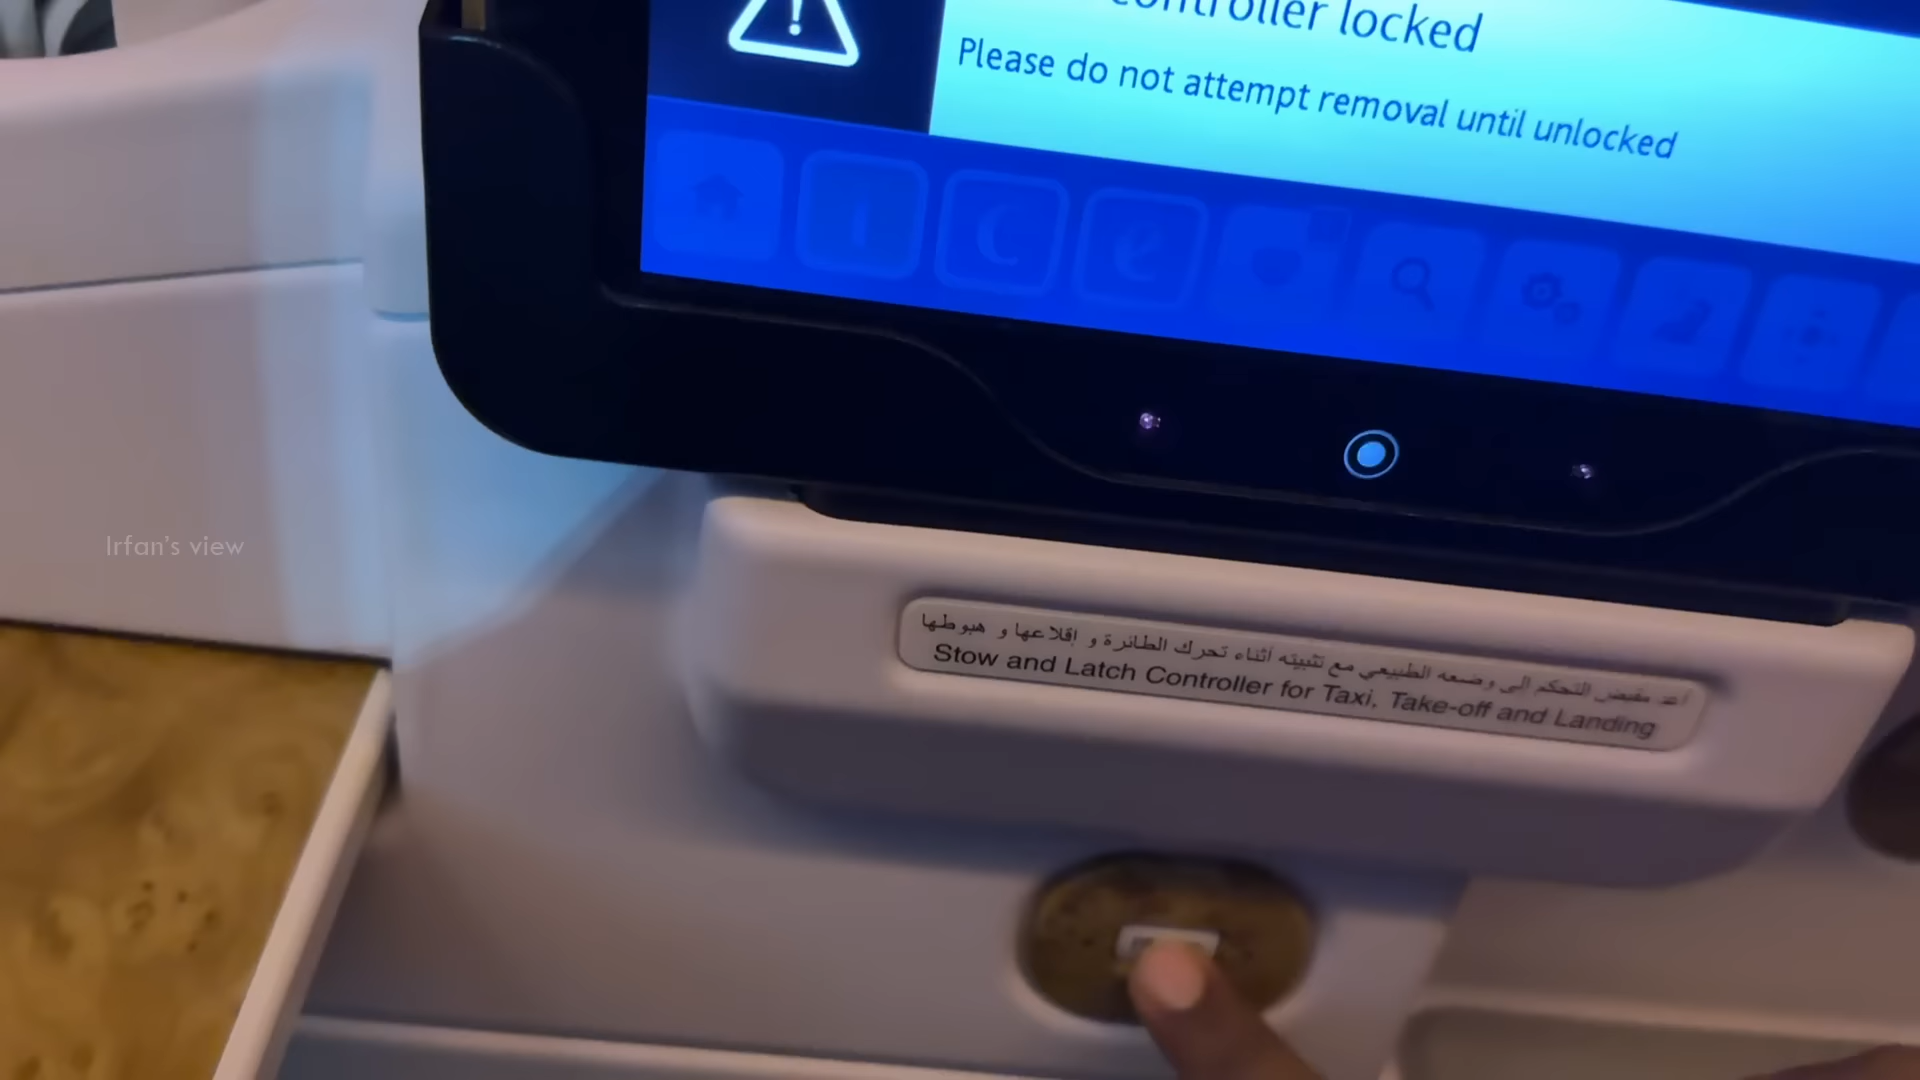 controller locked
Please do not attempt removal until unlocked
Irfan's view
أعد مقبض التحكم الى وضعه الطبيعي مع تثبيته أثناء تحرك الطائرة و إقلاعها و هبوطها
Stow and Latch Controller for Taxi, Take-off and Landing